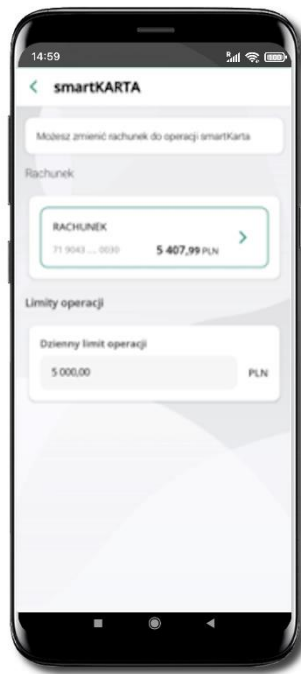 14:59
smartKARTA
Możesz zmienić rachunek do operacji smartKarta
Rachunek
RACHUNEK
71 9043 .... 0030 5 407,99 PLN
Limity operacji
Dzienny limit operacji
5 000,00 PLN